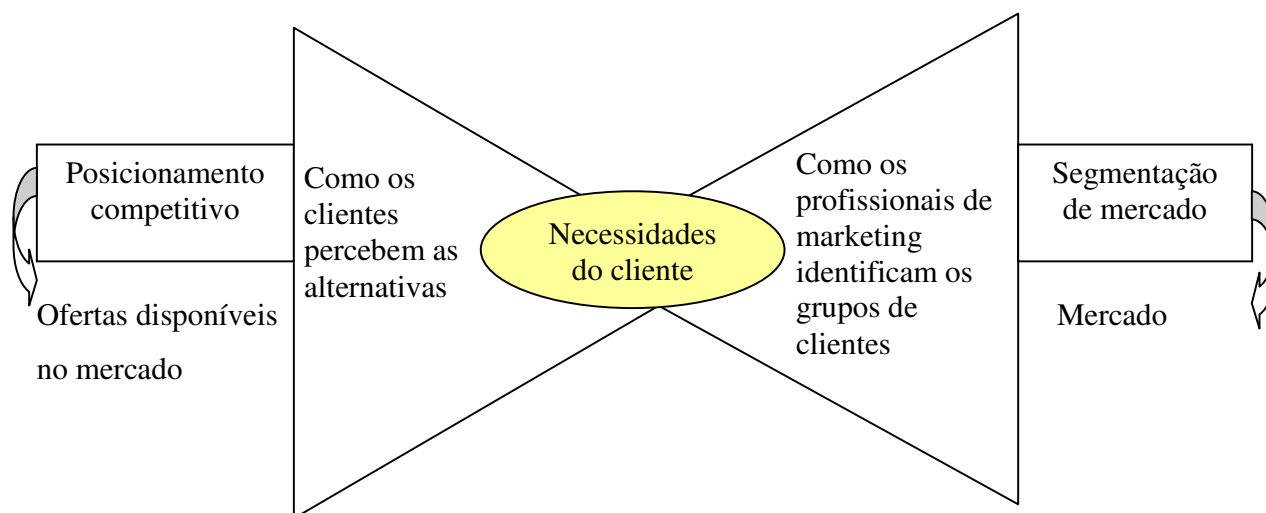 Posicionamento
competitivo
Ofertas disponíveis
no mercado
Como os
clientes
percebem as
alternativas
Necessidades
do cliente
Como os
profissionais de
marketing
identificam os
grupos de
clientes
Segmentação
de mercado
Mercado